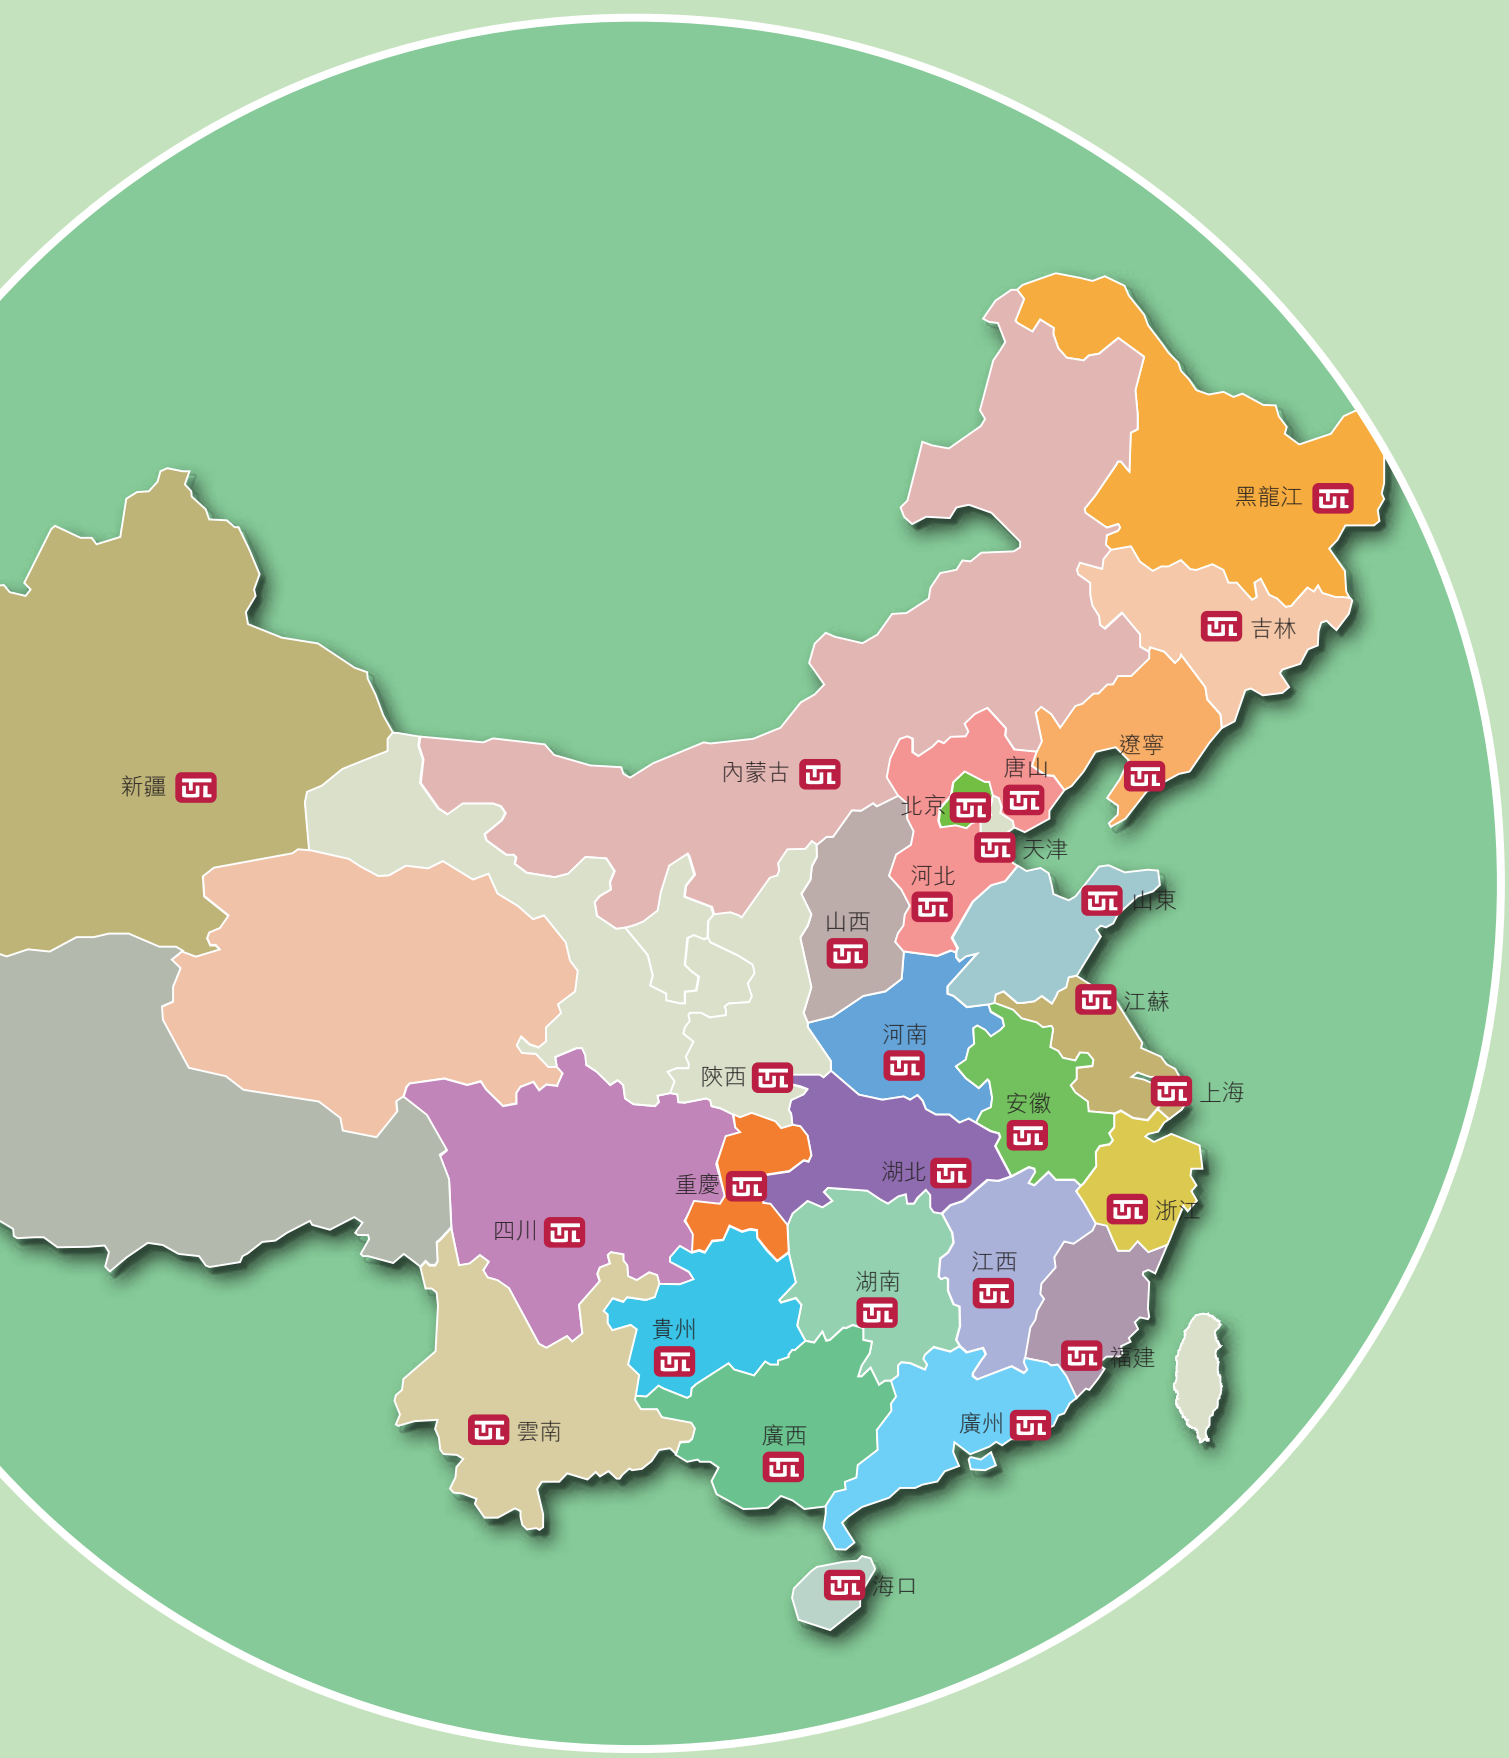 黑龍江
吉林
遼寧
新疆
內蒙古
唐山
北京
天津
河北
山東
山西
江蘇
河南
陝西
上海
安徽
湖北
重慶
浙江
四川
江西
湖南
貴州
福建
廣州
雲南
廣西
海口